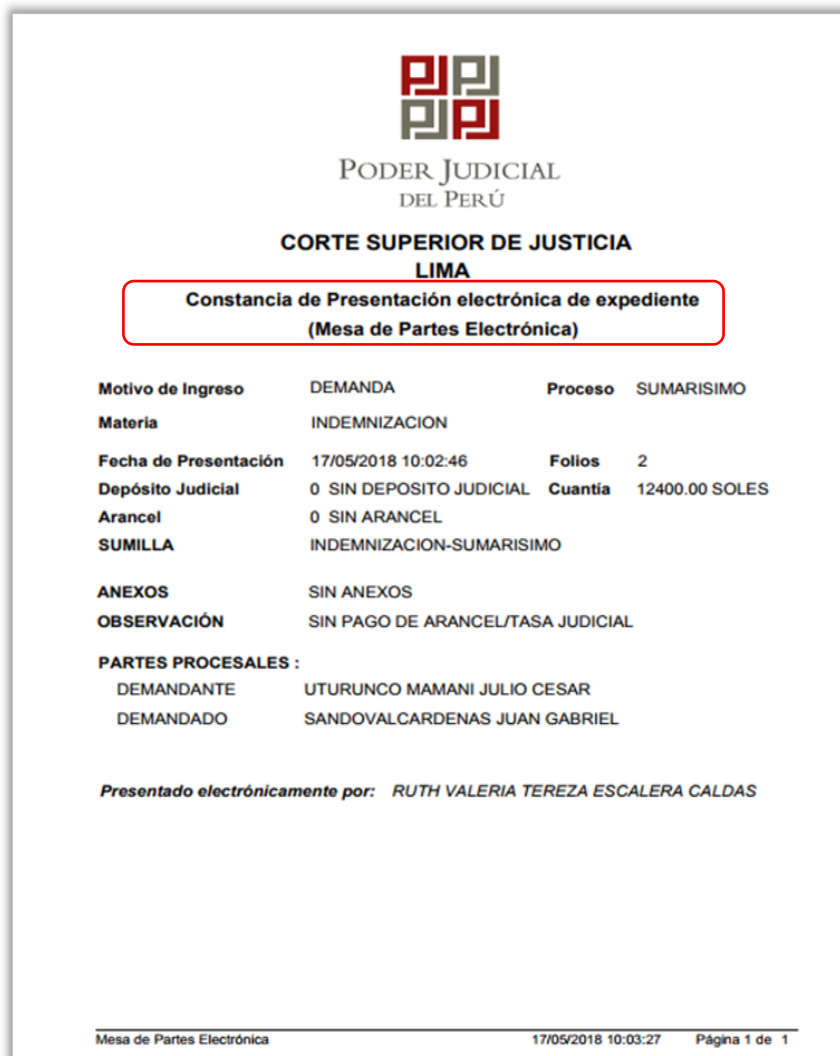 PODER JUDICIAL
DEL PERÚ
CORTE SUPERIOR DE JUSTICIA
LIMA
Constancia de Presentación electrónica de expediente
(Mesa de Partes Electrónica)
Motivo de Ingreso DEMANDA Proceso SUMARISIMO
Materia INDEMNIZACION
Fecha de Presentación 17/05/2018 10:02:46 Folios 2
Depósito Judicial 0 SIN DEPOSITO JUDICIAL Cuantía 12400.00 SOLES
Arancel 0 SIN ARANCEL
SUMILLA INDEMNIZACION-SUMARISIMO
ANEXOS SIN ANEXOS
OBSERVACIÓN SIN PAGO DE ARANCEL/TASA JUDICIAL
PARTES PROCESALES :
DEMANDANTE UTURUNCO MAMANI JULIO CESAR
DEMANDADO SANDOVALCARDENAS JUAN GABRIEL
Presentado electrónicamente por: RUTH VALERIA TEREZA ESCALERA CALDAS
Mesa de Partes Electrónica 17/05/2018 10:03:27 Página 1 de 1